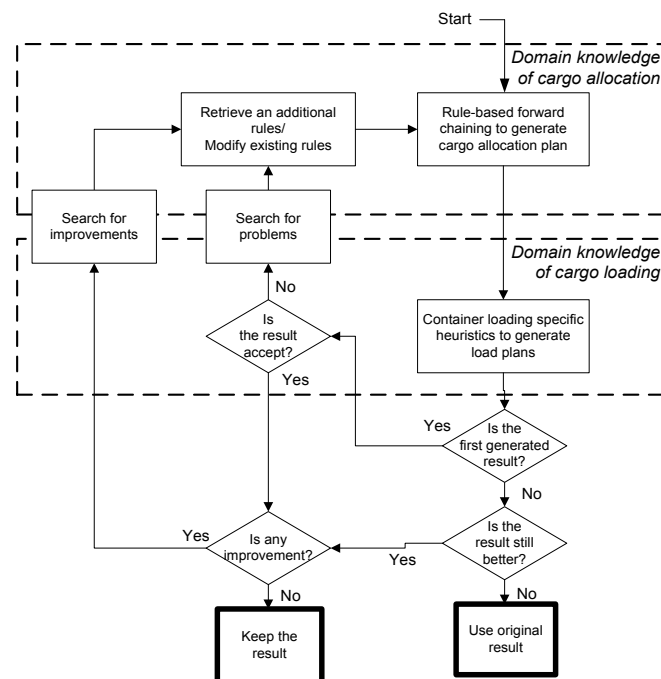 Start
Domain knowledge
of cargo allocation
Retrieve an additional
rules/
Modify existing rules
Rule-based forward
chaining to generate
cargo allocation plan
Search for
improvements
Search for
problems
Domain knowledge
of cargo loading
No
Is
the result
accept?
Container loading specific
heuristics to generate
load plans
Yes
Yes
Is the
first generated
result?
No
Yes
Is any
improvement?
Yes
Is the
result still
better?
No
No
Keep the
result
Use original
result